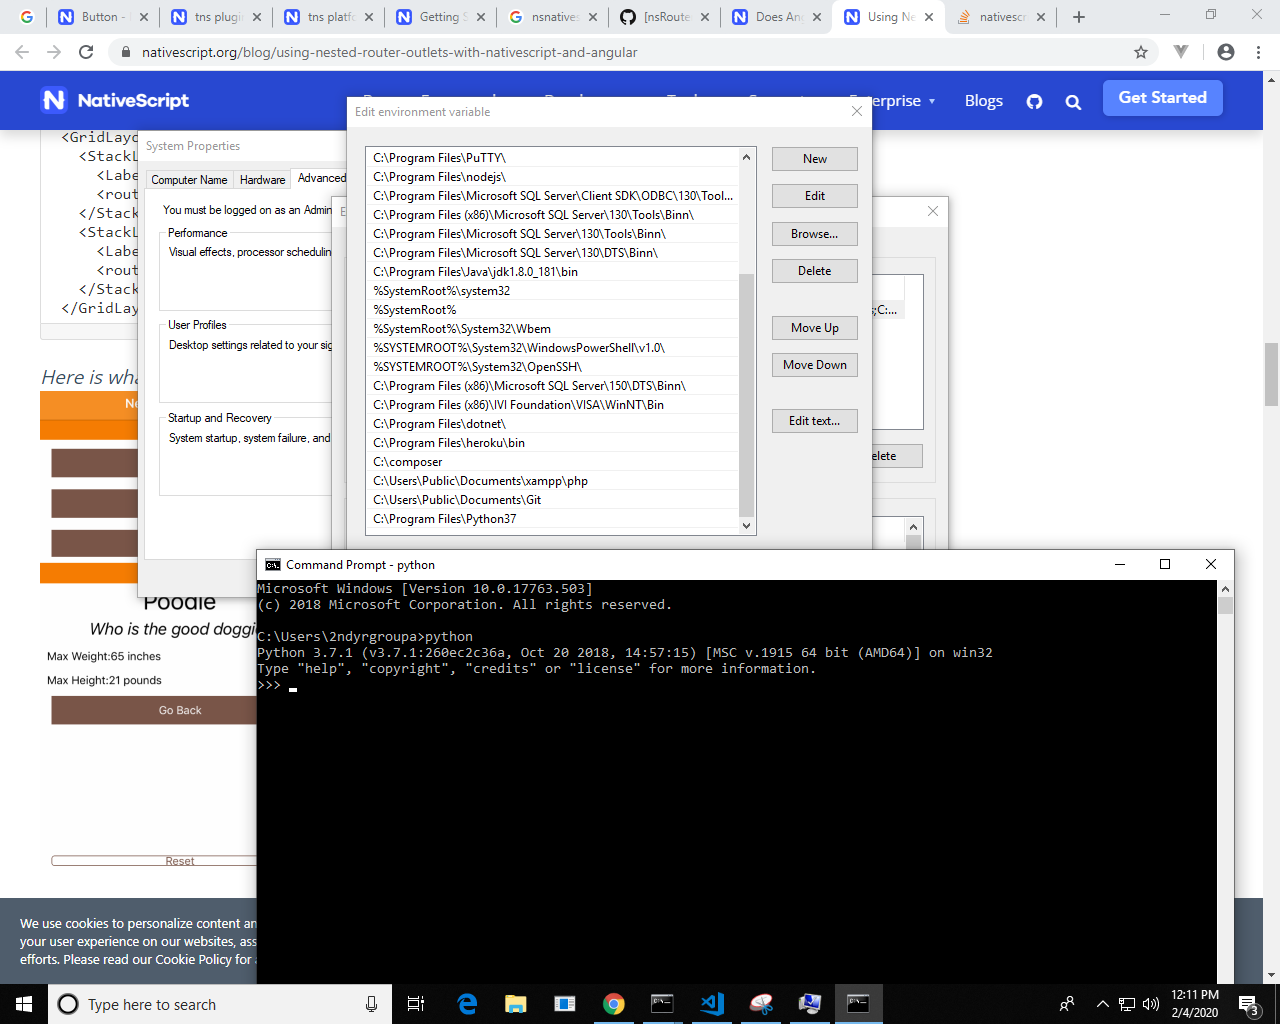 Button -
tns plugi
tns platf
Getting S
nsnatives
[nsRoute
Does An
Using Ne
nativescr
nativescript.org/blog/using-nested-router-outlets-with-nativescript-and-angular
NativeScript
Enterprise
Blogs
Get Started
<GridLayo
<StackL
<Labe
<rout
</Stack
<StackL
<Labe
<rout
</Stack
</GridLay
Here is wha
Poodle
Who is the good doggi
Max Weight:65 inches
Max Height:21 pounds
Go Back
Reset
We use cookies to personalize content an
your user experience on our websites, ass
efforts. Please read our Cookie Policy for
System Properties
Computer Name
Hardware
Advanced
You must be logged on as an Admin
Performance
Visual effects, processor schedulin
User Profiles
Desktop settings related to your sig
Startup and Recovery
System startup, system failure, and
s;C:...
elete
Edit environment variable
C:\Program Files\PuTTY\
C:\Program Files\nodejs\
C:\Program Files\Microsoft SQL Server\Client SDK\ODBC\130\Tool...
C:\Program Files (x86)\Microsoft SQL Server\130\Tools\Binn\
C:\Program Files\Microsoft SQL Server\130\Tools\Binn\
C:\Program Files\Microsoft SQL Server\130\DTS\Binn\
C:\Program Files\Java\jdk1.8.0_181\bin
%SystemRoot%\system32
%SystemRoot%
%SystemRoot%\System32\Wbem
%SYSTEMROOT%\System32\WindowsPowerShell\v1.0\
%SYSTEMROOT%\System32\OpenSSH\
C:\Program Files (x86)\Microsoft SQL Server\150\DTS\Binn\
C:\Program Files (x86)\IVI Foundation\VISA\WinNT\Bin
C:\Program Files\dotnet\
C:\Program Files\heroku\bin
C:\composer
C:\Users\Public\Documents\xampp\php
C:\Users\Public\Documents\Git
C:\Program Files\Python37
New
Edit
Browse...
Delete
Move Up
Move Down
Edit text...
Command Prompt - python
Microsoft Windows [Version 10.0.17763.503]
(c) 2018 Microsoft Corporation. All rights reserved.
C:\Users\2ndyrgroupa>python
Python 3.7.1 (v3.7.1:260ec2c36a, Oct 20 2018, 14:57:15) [MSC v.1915 64 bit (AMD64)] on win32
Type "help", "copyright", "credits" or "license" for more information.
>>>
Type here to search
12:11 PM
2/4/2020
3